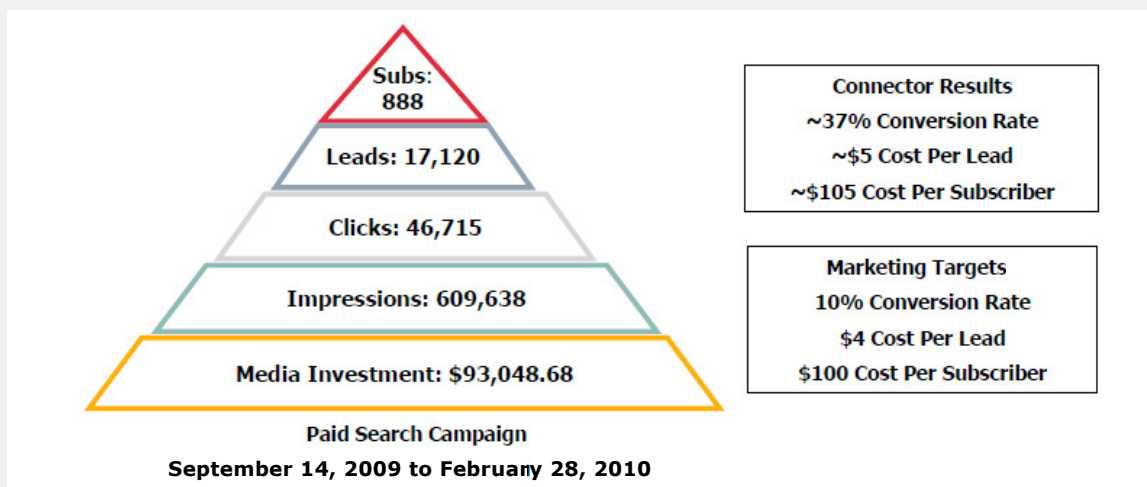 Subs:
888
Leads: 17,120
Clicks: 46,715
Impressions: 609,638
Media Investment: $93,048.68
Paid Search Campaign
September 14, 2009 to February 28, 2010
Connector Results
~37% Conversion Rate
~$5 Cost Per Lead
~$105 Cost Per Subscriber
Marketing Targets
10% Conversion Rate
$4 Cost Per Lead
$100 Cost Per Subscriber